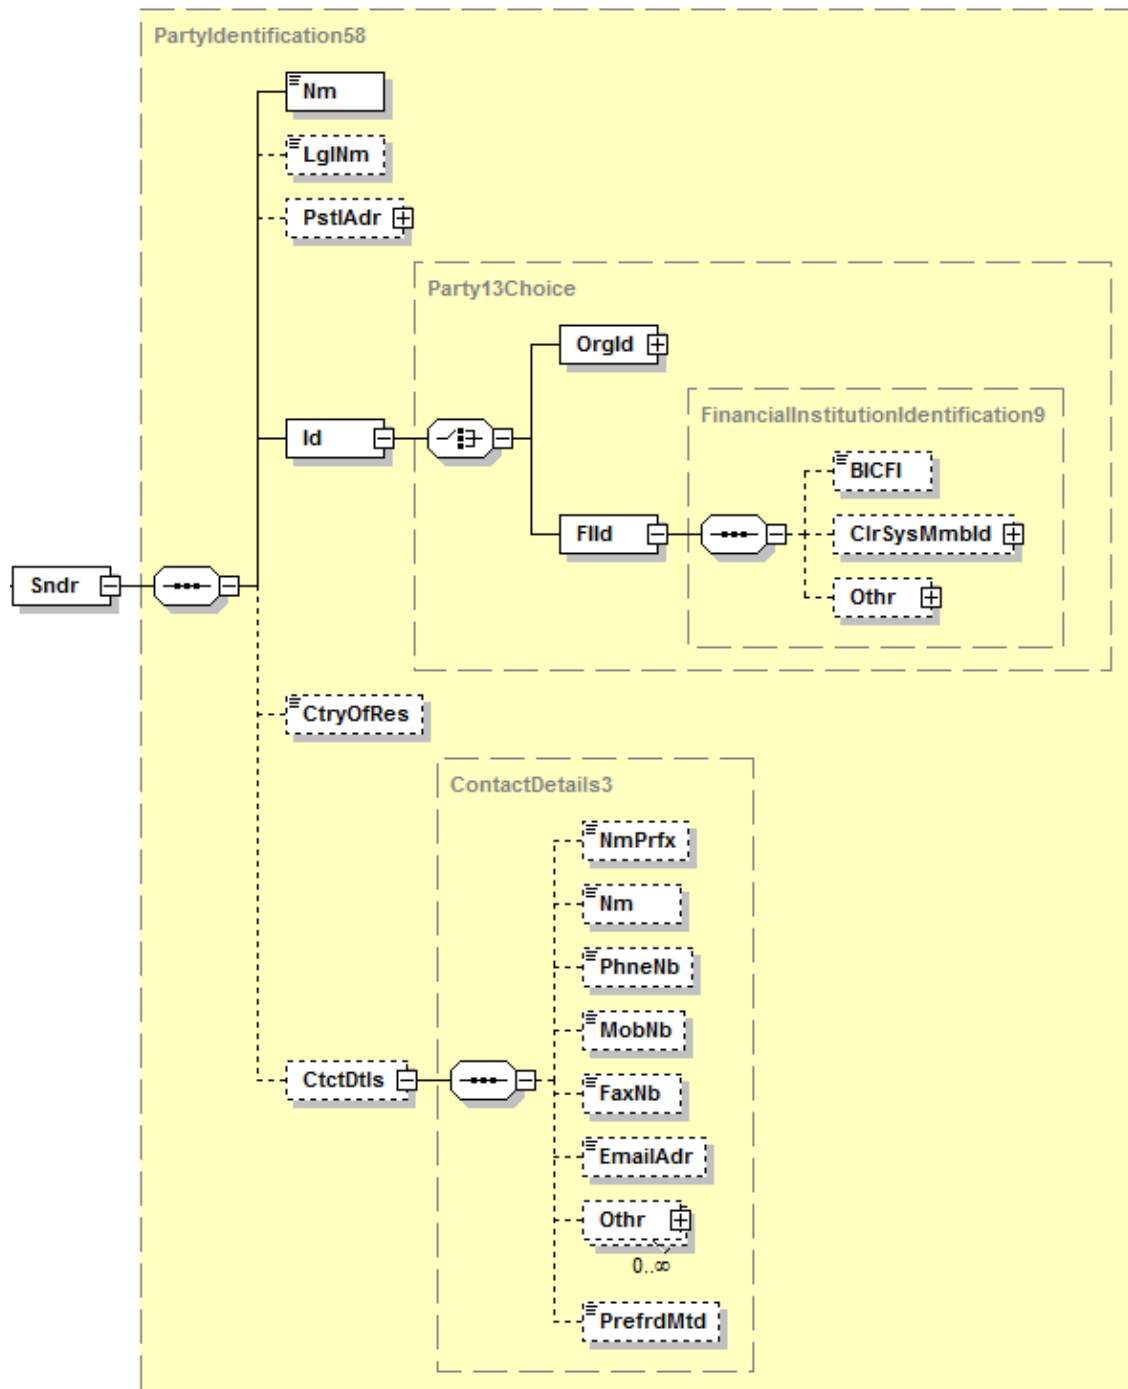 PartyIdentification58
Nm
LglNm
PstlAdr
Party13Choice
OrgId
FinancialInstitutionIdentification9
Id
BICFI
FIId
ClrSysMmbId
Othr
Sndr
CtryOfRes
ContactDetails3
NmPrfx
Nm
PhneNb
MobNb
CtctDtls
FaxNb
EmailAdr
Othr
0..∞
PrefrdMtd